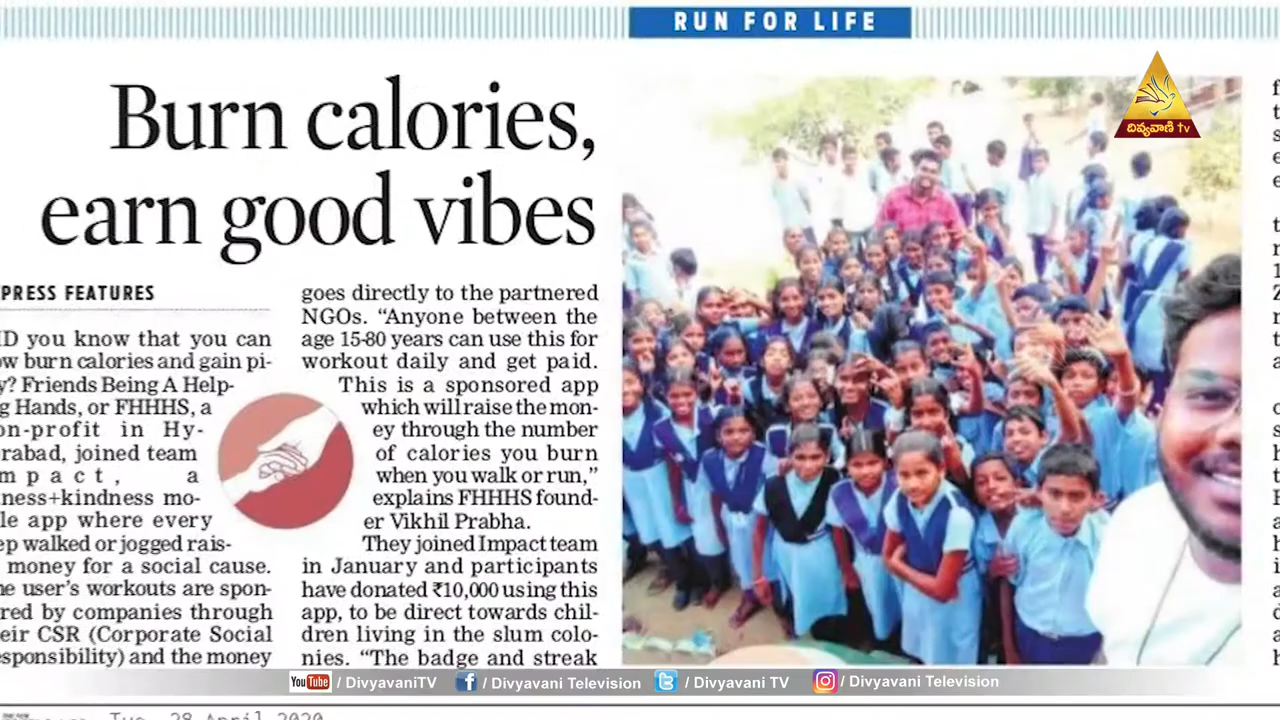 RUN FOR LIFE
Burn calories,
earn good vibes
దివ్యవాణి tv
PRESS FEATURES
ID you know that you can
ow burn calories and gain pi-
y? Friends Being A Help-
g Hands, or FHHHS, a
on-profit in Hy-
rabad, joined team
mpact, a
ness+kindness mo-
le app where every
ep walked or jogged rais-
money for a social cause.
he user's workouts are spon-
red by companies through
eir CSR (Corporate Social
esponsibility) and the money
goes directly to the partnered
NGOs. “Anyone between the
age 15-80 years can use this for
workout daily and get paid.
This is a sponsored app
which will raise the mon-
ey through the number
of calories you burn
when you walk or run,”
explains FHHHS found-
er Vikhil Prabha.
They joined Impact team
in January and participants
have donated ₹10,000 using this
app, to be direct towards chil-
dren living in the slum colo-
nies. “The badge and streak
YouTube / DivyavaniTV f / Divyavani Television / Divyavani TV / Divyavani Television
Tue, 28 April 2020